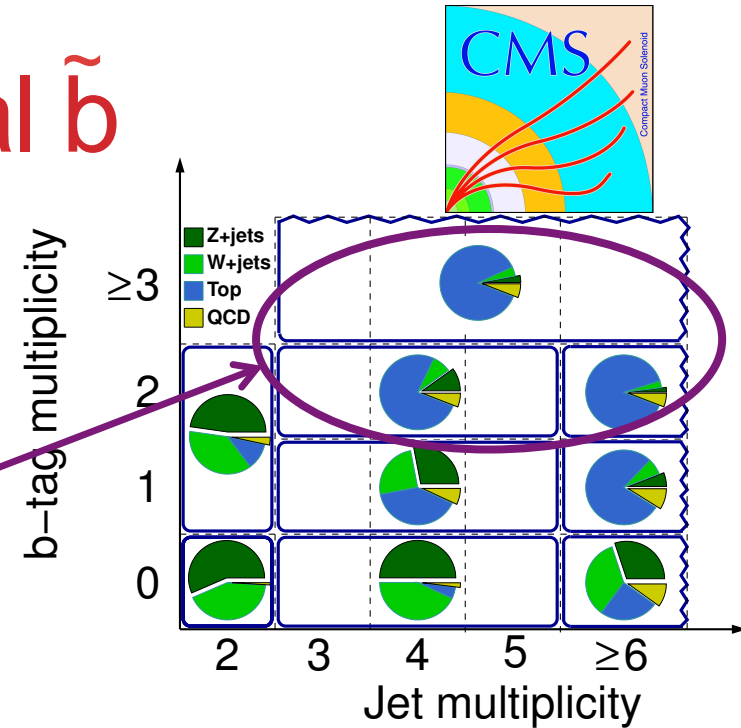 al b̃
CMS
Compact Muon Solenoid
b−tag multiplicity
Z+jets
W+jets
Top
QCD
≥3
2
1
0
2 3 4 5 ≥6
Jet multiplicity